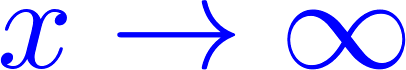 x → ∞